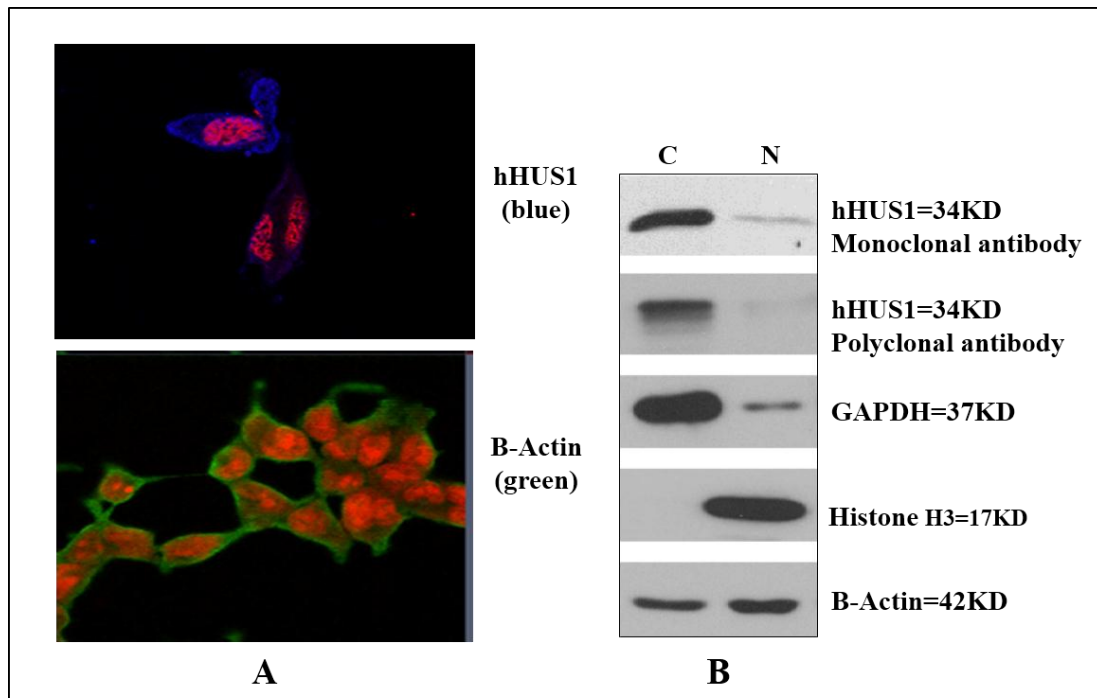 hHUS1
(blue)
B-Actin
(green)
A
C N
hHUS1=34KD
Monoclonal antibody
hHUS1=34KD
Polyclonal antibody
GAPDH=37KD
Histone H3=17KD
B-Actin=42KD
B